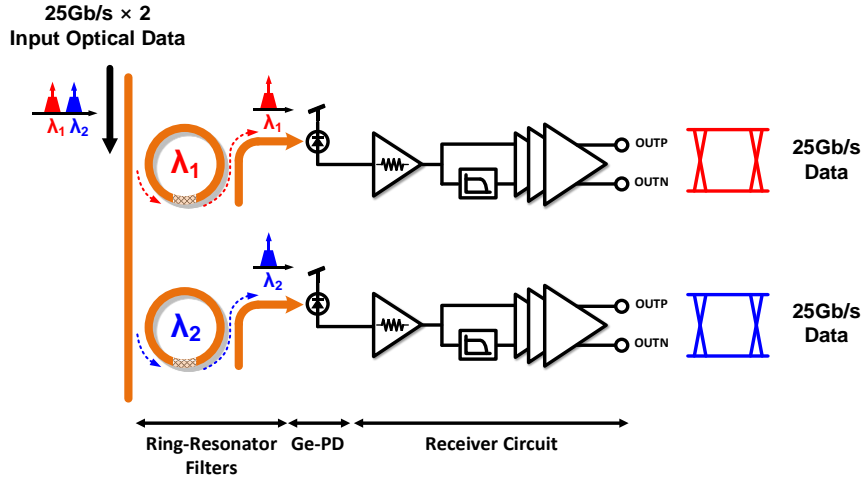 25Gb/s × 2
Input Optical Data
λ1 λ2
λ1
λ1
OUTP
OUTN
25Gb/s
Data
λ2
λ2
OUTP
OUTN
25Gb/s
Data
Ring-Resonator
Filters
Ge-PD
Receiver Circuit